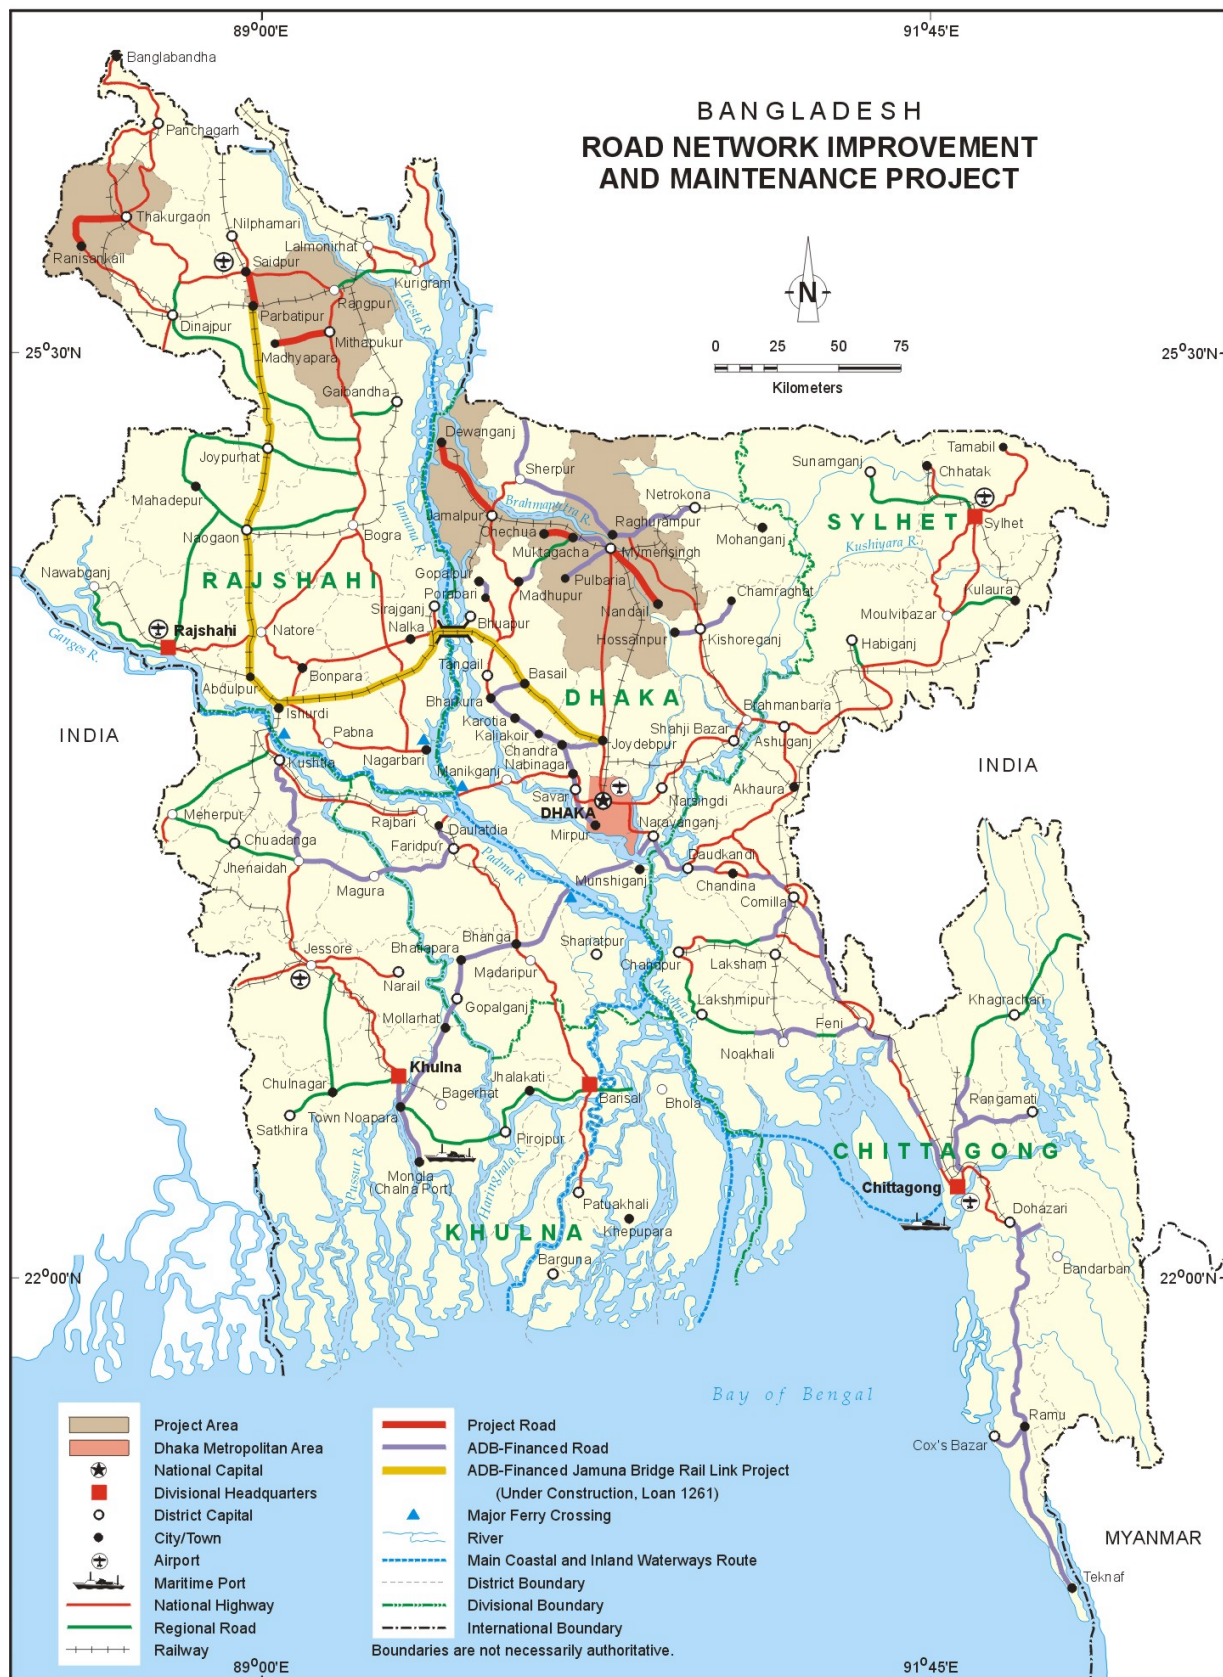 89°00'E
91°45'E
BANGLADESH
ROAD NETWORK IMPROVEMENT
AND MAINTENANCE PROJECT
Banglabandha
Panchagarh
Thakurgaon
Nilphamari
Lalmonirhat
Ranisankail
Saidpur
Kurigram
Rangpur
Teesta R.
Parbatipur
Dinajpur
Mithapukur
Madhyapara
N
25°30'N
25°30'N
0 25 50 75
Kilometers
Gaibandha
Dewanganj
Joypurhat
Sherpur
Sunamganj
Tamabil
Chhatak
Mahadepur
Netrokona
Brahmaputra R.
Jamalpur
Jamuna R.
Raghurampur
SYLHET
Sylhet
Naogaon
Bogra
Chechua
Mohanganj
Muktagacha
Mymensingh
Kushiyara R.
RAJSHAHI
Gopalpur
Pulbaria
Nawabganj
Porabari
Madhupur
Chamraghat
Kulaura
Sirajganj
Nandail
Moulvibazar
Rajshahi
Natore
Nalka
Bhuapur
Hossainpur
Kishoreganj
Habiganj
Ganges R.
Bonpara
Tangail
Basail
Abdulpur
Bharkura
DHAKA
Ishurdi
Karotia
Brahmanbaria
INDIA
Pabna
Kaliakoir
Shahji Bazar
Joydebpur
Ashuganj
Nagarbari
Chandra
Kushtia
Manikganj
Nabinagar
INDIA
Savar
Narsingdi
Akhaura
Meherpur
DHAKA
Rajbari
Daulatdia
Mirpur
Narayanganj
Chuadanga
Faridpur
Padma R.
Daudkandi
Jhenaidah
Munshiganj
Chandina
Magura
Comilla
Jessore
Bhatiapara
Bhanga
Shariatpur
Chandpur
Laksham
Madaripur
Narail
Meghna R.
Gopalganj
Lakshmipur
Khagrachari
Mollarhat
Feni
Noakhali
Khulna
Chulnagar
Jhalakati
Bagerhat
Barisal
Bhola
Rangamati
Town Noapara
Satkhira
Pirojpur
CHITTAGONG
Mongla
(Chalna Port)
Pussur R.
Haringhala R.
Chittagong
Patuakhali
Dohazari
KHULNA
Khepupara
Barguna
Bandarban
22°00'N
22°00'N
Bay of Bengal
Ramu
Cox's Bazar
MYANMAR
Teknaf
Project Area
Dhaka Metropolitan Area
National Capital
Divisional Headquarters
District Capital
City/Town
Airport
Maritime Port
National Highway
Regional Road
Railway
Project Road
ADB-Financed Road
ADB-Financed Jamuna Bridge Rail Link Project
(Under Construction, Loan 1261)
Major Ferry Crossing
River
Main Coastal and Inland Waterways Route
District Boundary
Divisional Boundary
International Boundary
Boundaries are not necessarily authoritative.
89°00'E
91°45'E